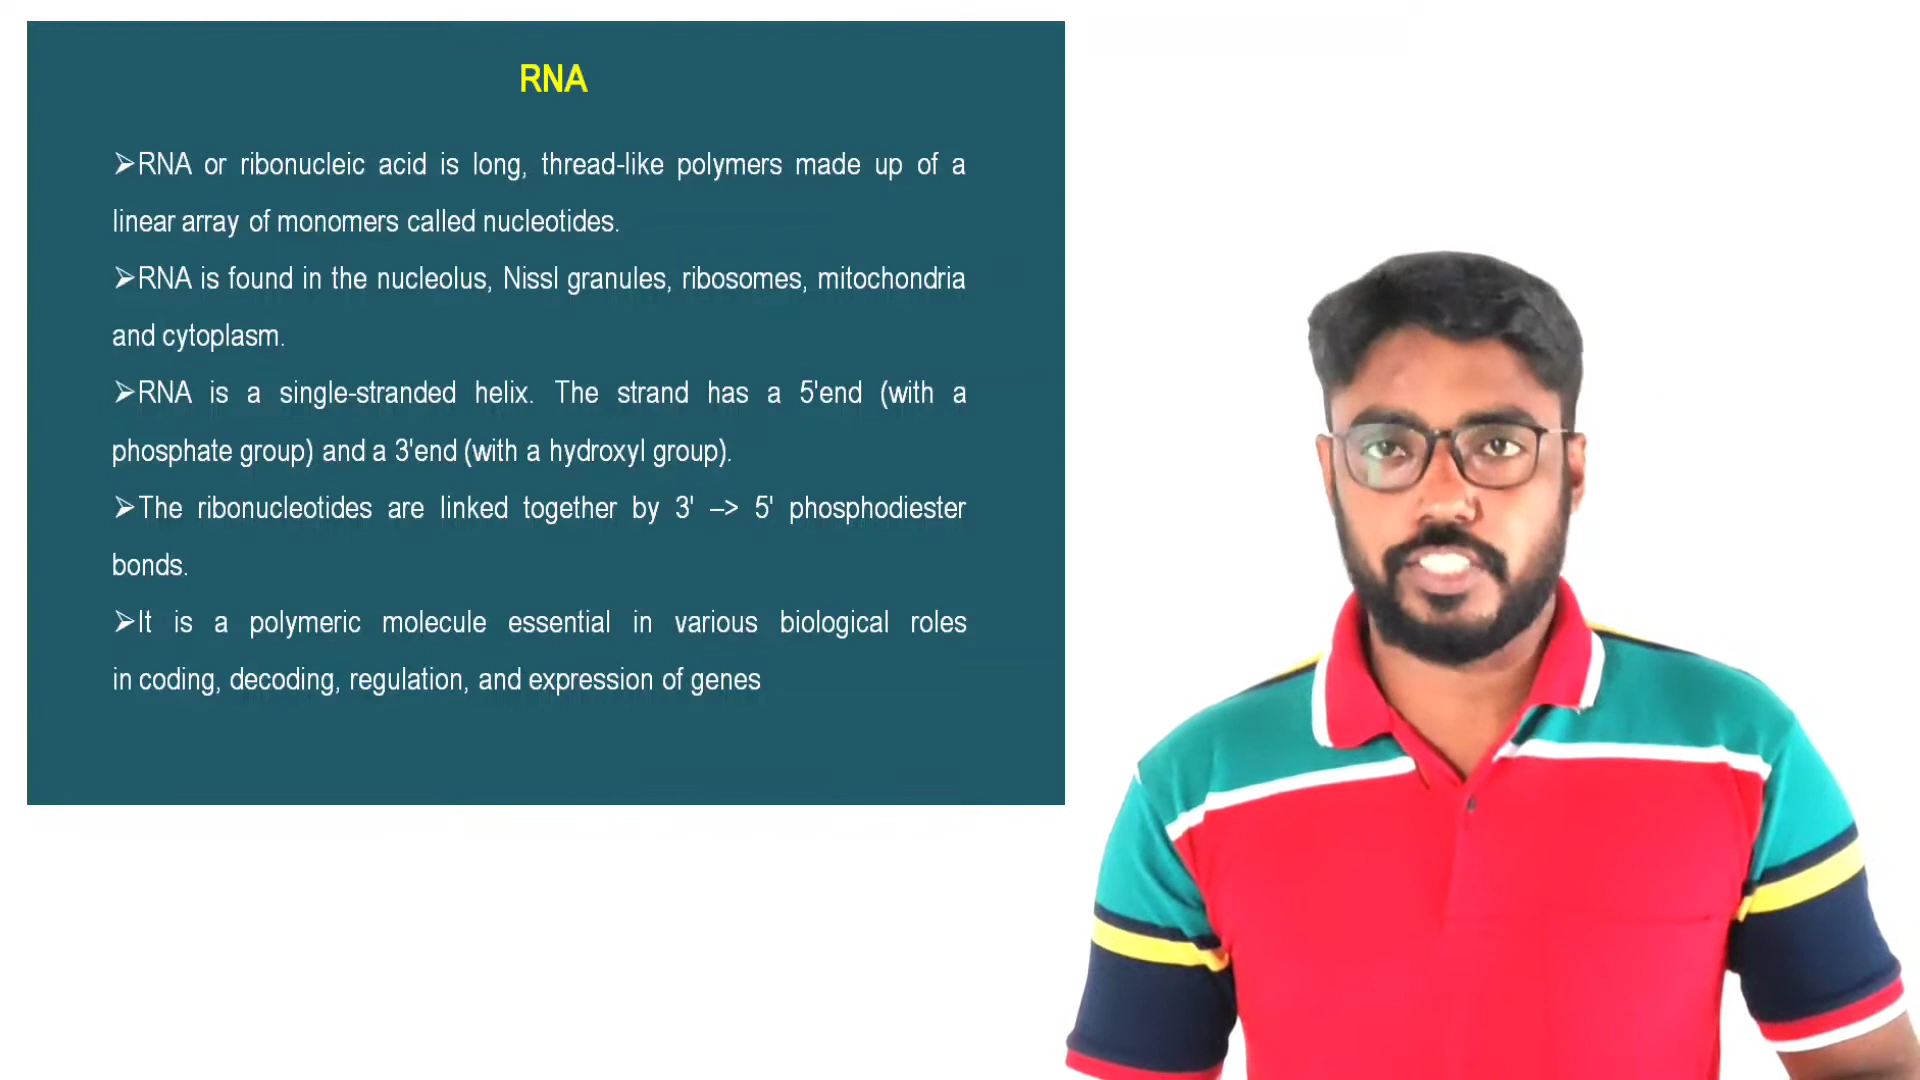 RNA
➢RNA or ribonucleic acid is long, thread-like polymers made up of a
linear array of monomers called nucleotides.
➢RNA is found in the nucleolus, Nissl granules, ribosomes, mitochondria
and cytoplasm.
➢RNA is a single-stranded helix. The strand has a 5'end (with a
phosphate group) and a 3'end (with a hydroxyl group).
➢The ribonucleotides are linked together by 3' –> 5' phosphodiester
bonds.
➢It is a polymeric molecule essential in various biological roles
in coding, decoding, regulation, and expression of genes